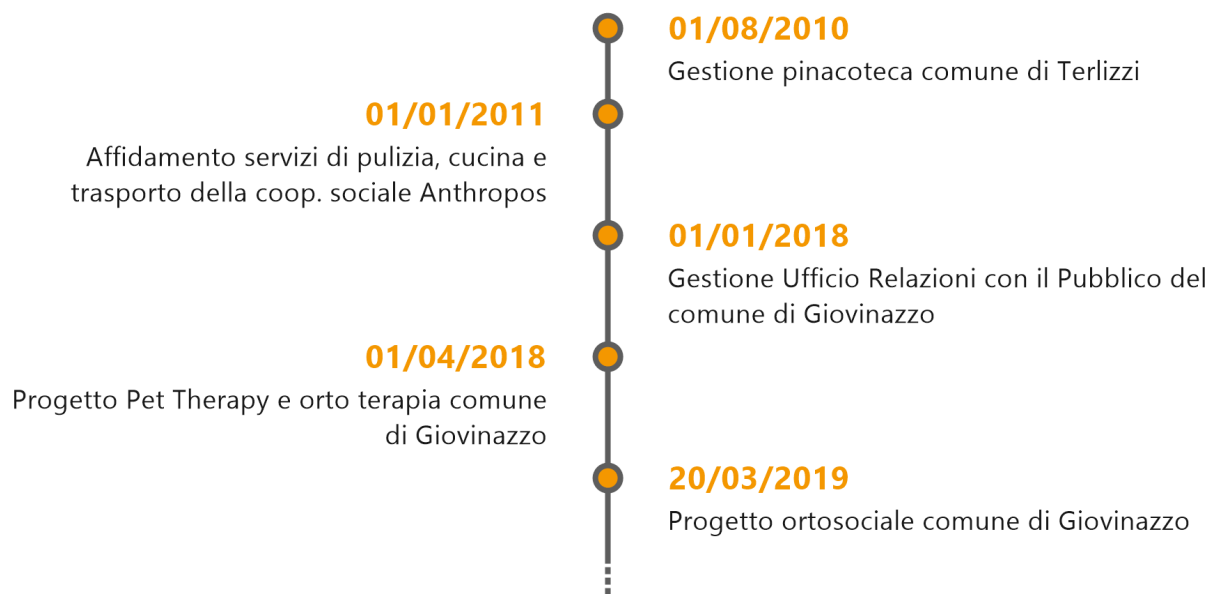 01/08/2010
Gestione pinacoteca comune di Terlizzi
01/01/2011
Affidamento servizi di pulizia, cucina e
trasporto della coop. sociale Anthropos
01/01/2018
Gestione Ufficio Relazioni con il Pubblico del
comune di Giovinazzo
01/04/2018
Progetto Pet Therapy e orto terapia comune
di Giovinazzo
20/03/2019
Progetto ortosociale comune di Giovinazzo